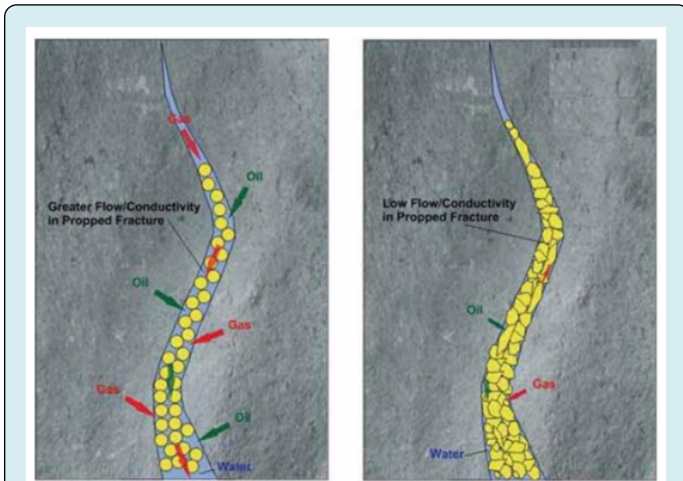 Gas
Oil
Greater Flow/Conductivity
in Propped Fracture
Oil
Gas
Gas
Oil
Water
Low Flow/Conductivity
in Propped Fracture
Oil
Gas
Water